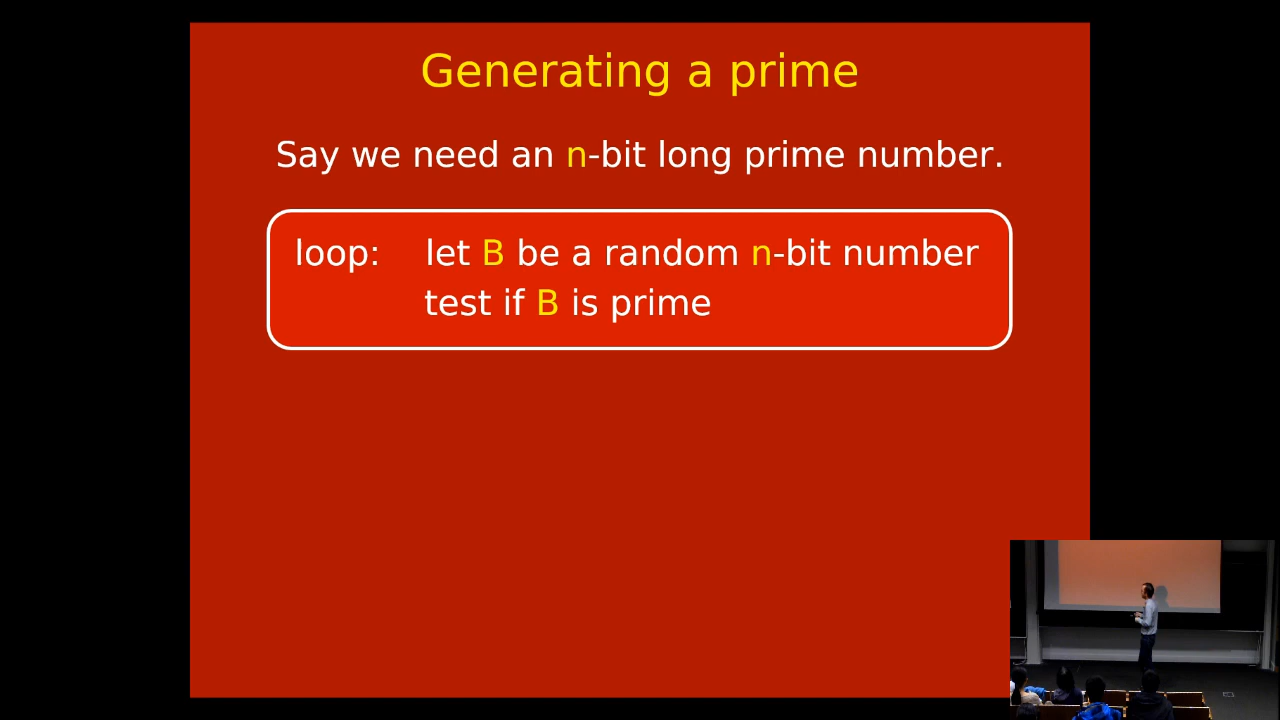 Generating a prime
Say we need an n-bit long prime number.
loop: let B be a random n-bit number
test if B is prime